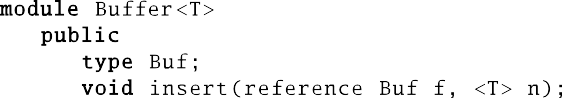 module Buffer<T>
public
type Buf;
void insert(reference Buf f, <T> n);